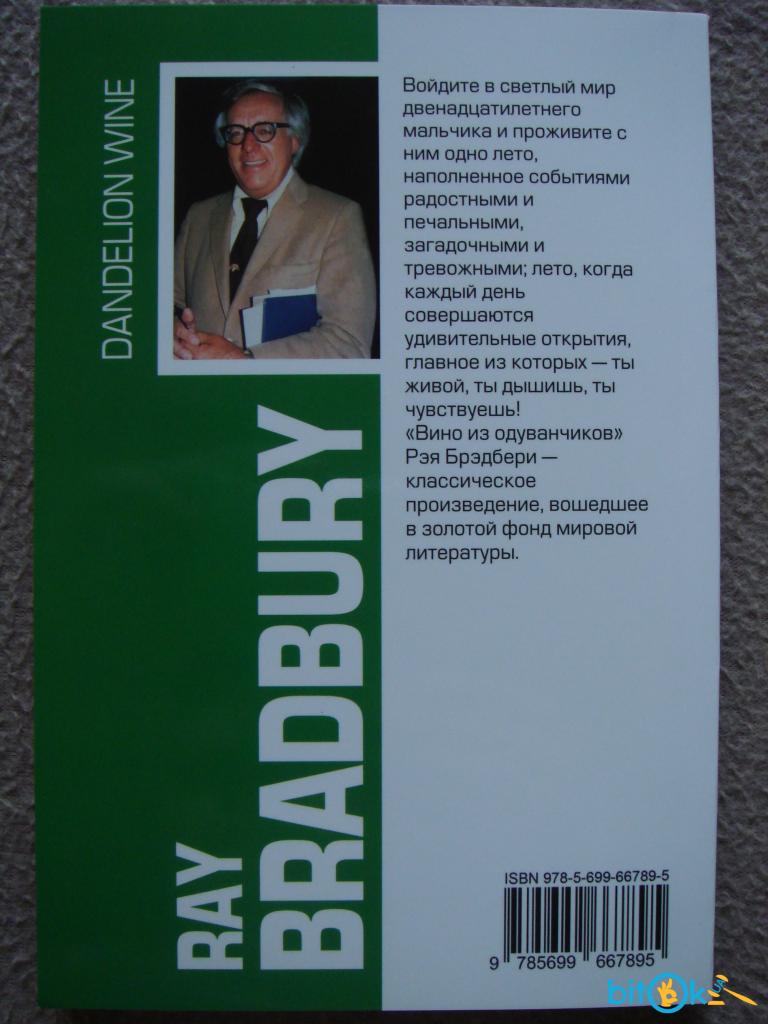 DANDELION WINE
RAY
BRADBURY
Войдите в светлый мир
двенадцатилетнего
мальчика и проживите с
ним одно лето,
наполненное событиями
радостными и
печальными,
загадочными и
тревожными; лето, когда
каждый день
совершаются
удивительные открытия,
главное из которых — ты
живой, ты дышишь, ты
чувствуешь!
«Вино из одуванчиков»
Рэя Брэдбери —
классическое
произведение, вошедшее
в золотой фонд мировой
литературы.
ISBN 978-5-699-66789-5
9 785699 667895
bitok.UA